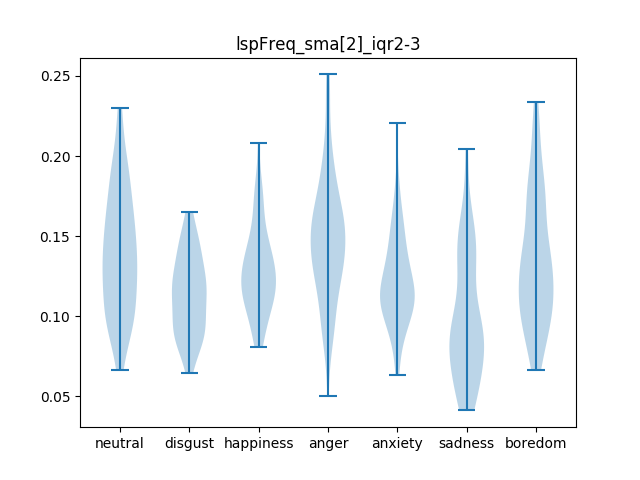 lspFreq_sma[2]_iqr2-3
0.25
0.20
0.15
0.10
0.05
neutral disgust happiness anger anxiety sadness boredom